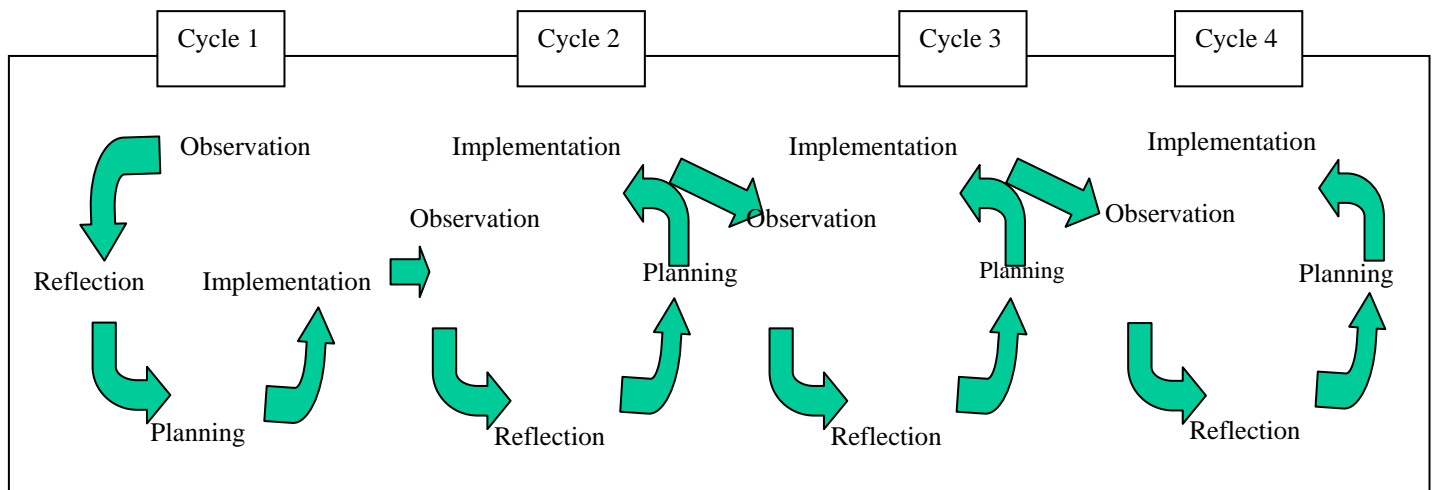 Cycle 1
Cycle 2
Cycle 3
Cycle 4
Observation
Reflection
Planning
Implementation
Observation
Reflection
Planning
Implementation
Observation
Reflection
Planning
Implementation
Observation
Reflection
Planning
Implementation